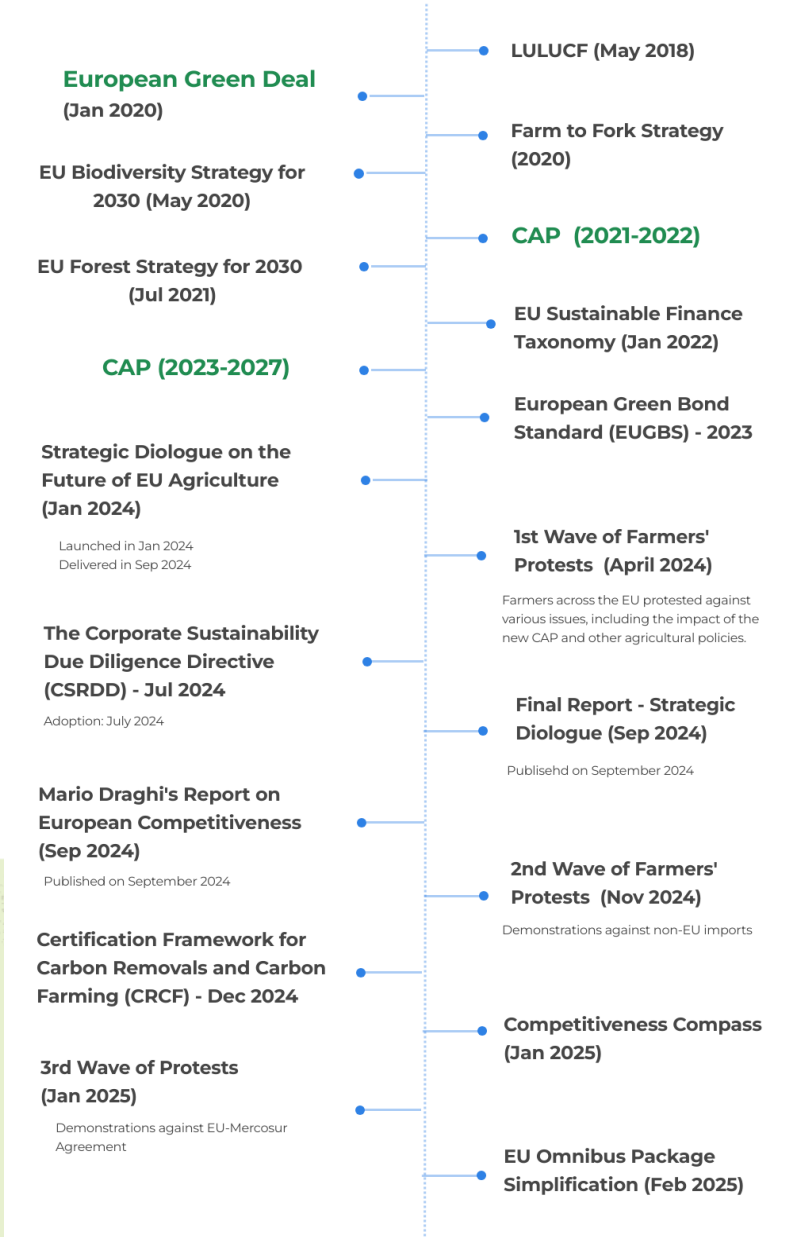 LULUCF (May 2018)
European Green Deal
(Jan 2020)
Farm to Fork Strategy
(2020)
EU Biodiversity Strategy for
2030 (May 2020)
CAP (2021-2022)
EU Forest Strategy for 2030
(Jul 2021)
EU Sustainable Finance
Taxonomy (Jan 2022)
CAP (2023-2027)
European Green Bond
Standard (EUGBS) - 2023
Strategic Diologue on the
Future of EU Agriculture
(Jan 2024)
Launched in Jan 2024
Delivered in Sep 2024
1st Wave of Farmers'
Protests (April 2024)
Farmers across the EU protested against
various issues, including the impact of the
new CAP and other agricultural policies.
The Corporate Sustainability
Due Diligence Directive
(CSRDD) - Jul 2024
Adoption: July 2024
Final Report - Strategic
Diologue (Sep 2024)
Publisehd on September 2024
Mario Draghi's Report on
European Competitiveness
(Sep 2024)
Published on September 2024
2nd Wave of Farmers'
Protests (Nov 2024)
Demonstrations against non-EU imports
Certification Framework for
Carbon Removals and Carbon
Farming (CRCF) - Dec 2024
Competitiveness Compass
(Jan 2025)
3rd Wave of Protests
(Jan 2025)
Demonstrations against EU-Mercosur
Agreement
EU Omnibus Package
Simplification (Feb 2025)